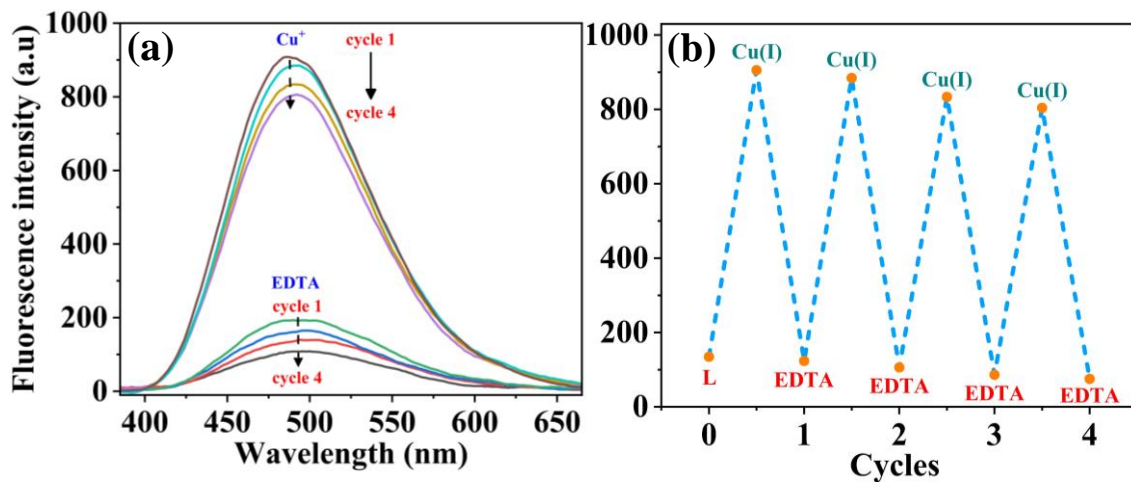 (a)
Fluorescence intensity (a.u)
1000
800
600
400
200
0
Cu⁺
cycle 1
cycle 4
EDTA
cycle 1
cycle 4
400 450 500 550 600 650
Wavelength (nm)
(b)
1000
800
600
400
200
0
Cu(I)
Cu(I)
Cu(I)
Cu(I)
L
EDTA
EDTA
EDTA
EDTA
0 1 2 3 4
Cycles